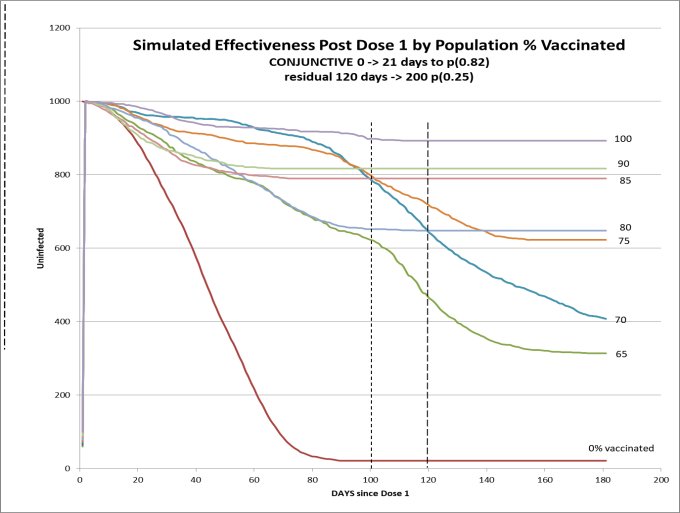 Simulated Effectiveness Post Dose 1 by Population % Vaccinated
CONJUNCTIVE 0 -> 21 days to p(0.82)
residual 120 days -> 200 p(0.25)
1200
1000
800
600
400
200
0
Uninfected
100
90
85
80
75
70
65
0% vaccinated
0 20 40 60 80 100 120 140 160 180 200
DAYS since Dose 1